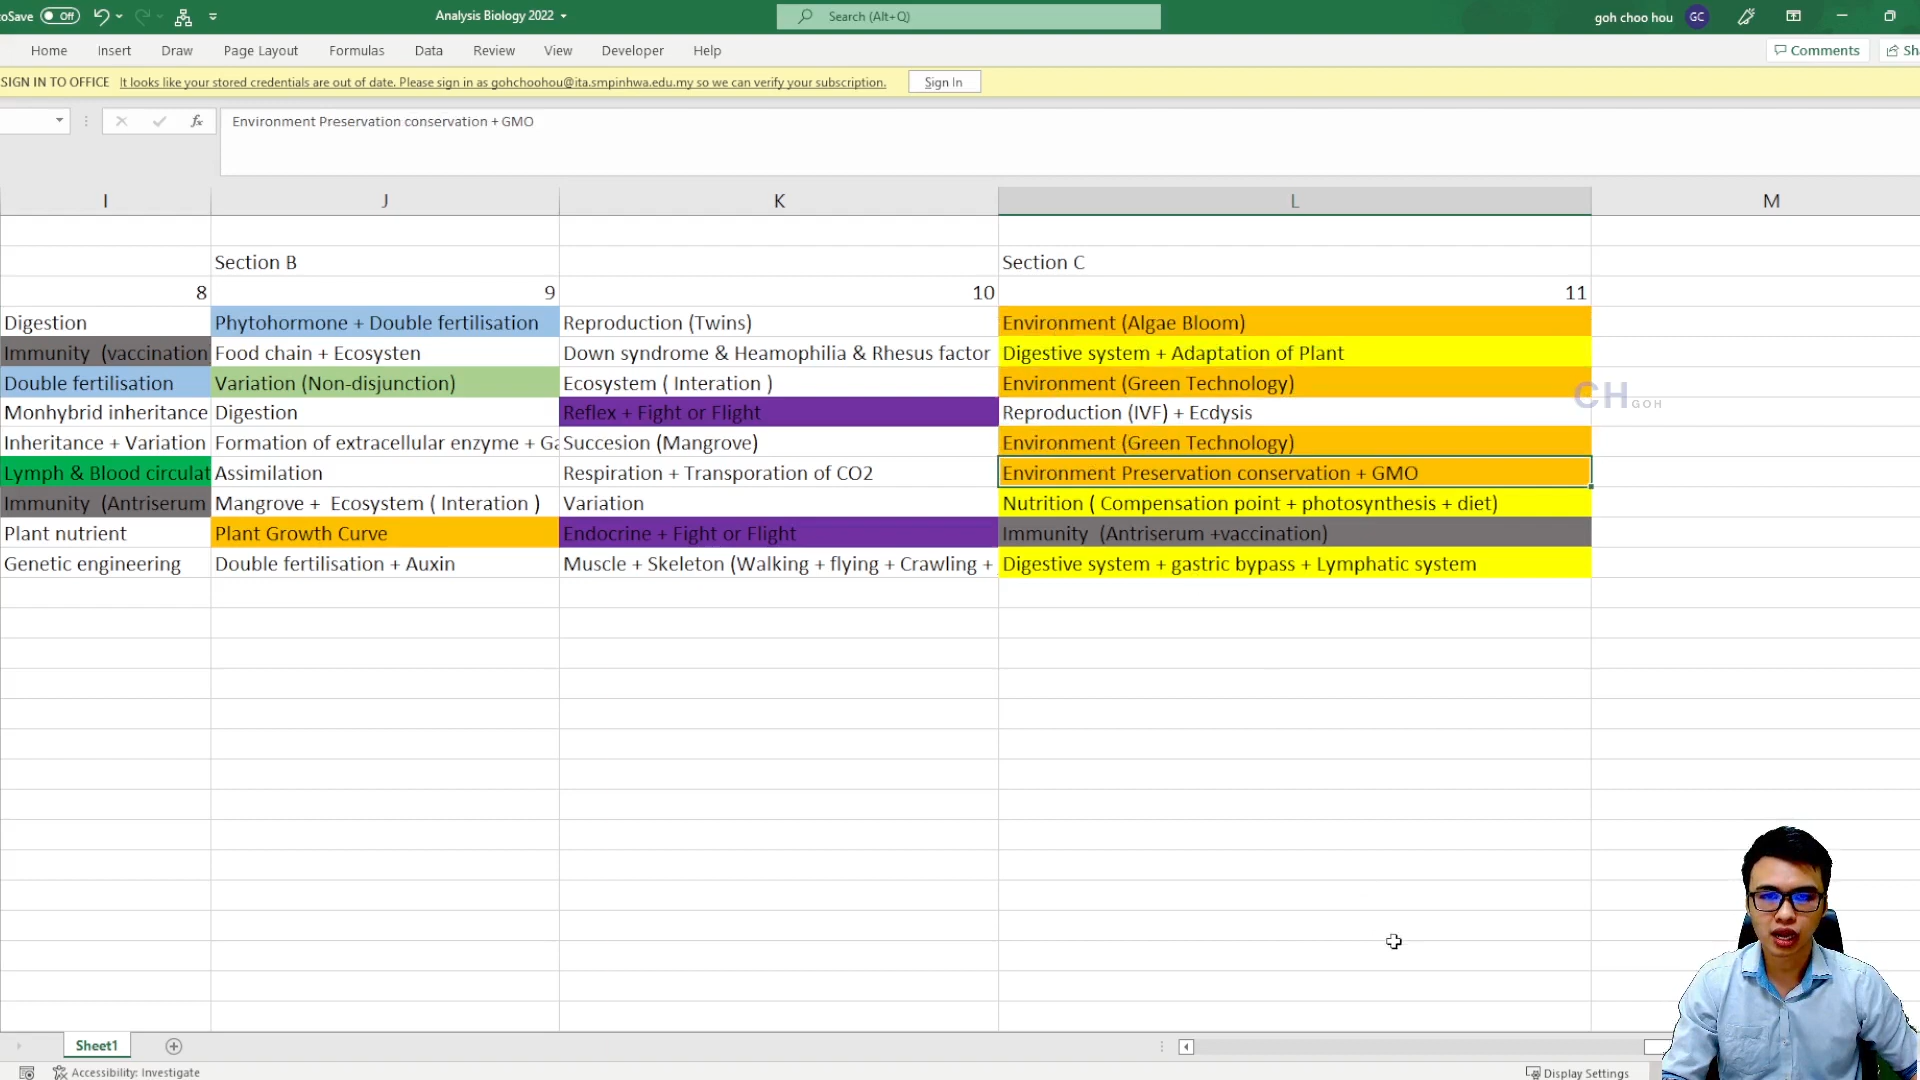 oSave Off Analysis Biology 2022 Search (Alt+Q) goh choo hou GC
Home Insert Draw Page Layout Formulas Data Review View Developer Help Comments Sh
SIGN IN TO OFFICE It looks like your stored credentials are out of date. Please sign in as gohchoohou@ita.smpinhwa.edu.my so we can verify your subscription. Sign In
fx Environment Preservation conservation + GMO
I J K L M
Section B Section C
8 9 10 11
Digestion Phytohormone + Double fertilisation Reproduction (Twins) Environment (Algae Bloom)
Immunity (vaccination Food chain + Ecosysten Down syndrome & Heamophilia & Rhesus factor Digestive system + Adaptation of Plant
Double fertilisation Variation (Non-disjunction) Ecosystem ( Interation ) Environment (Green Technology)
CH GOH
Monhybrid inheritance Digestion Reflex + Fight or Flight Reproduction (IVF) + Ecdysis
Inheritance + Variation Formation of extracellular enzyme + Ga Succesion (Mangrove) Environment (Green Technology)
Lymph & Blood circulat Assimilation Respiration + Transporation of CO2 Environment Preservation conservation + GMO
Immunity (Antriserum Mangrove + Ecosystem ( Interation ) Variation Nutrition ( Compensation point + photosynthesis + diet)
Plant nutrient Plant Growth Curve Endocrine + Fight or Flight Immunity (Antriserum +vaccination)
Genetic engineering Double fertilisation + Auxin Muscle + Skeleton (Walking + flying + Crawling + Digestive system + gastric bypass + Lymphatic system
Sheet1
Accessibility: Investigate Display Settings